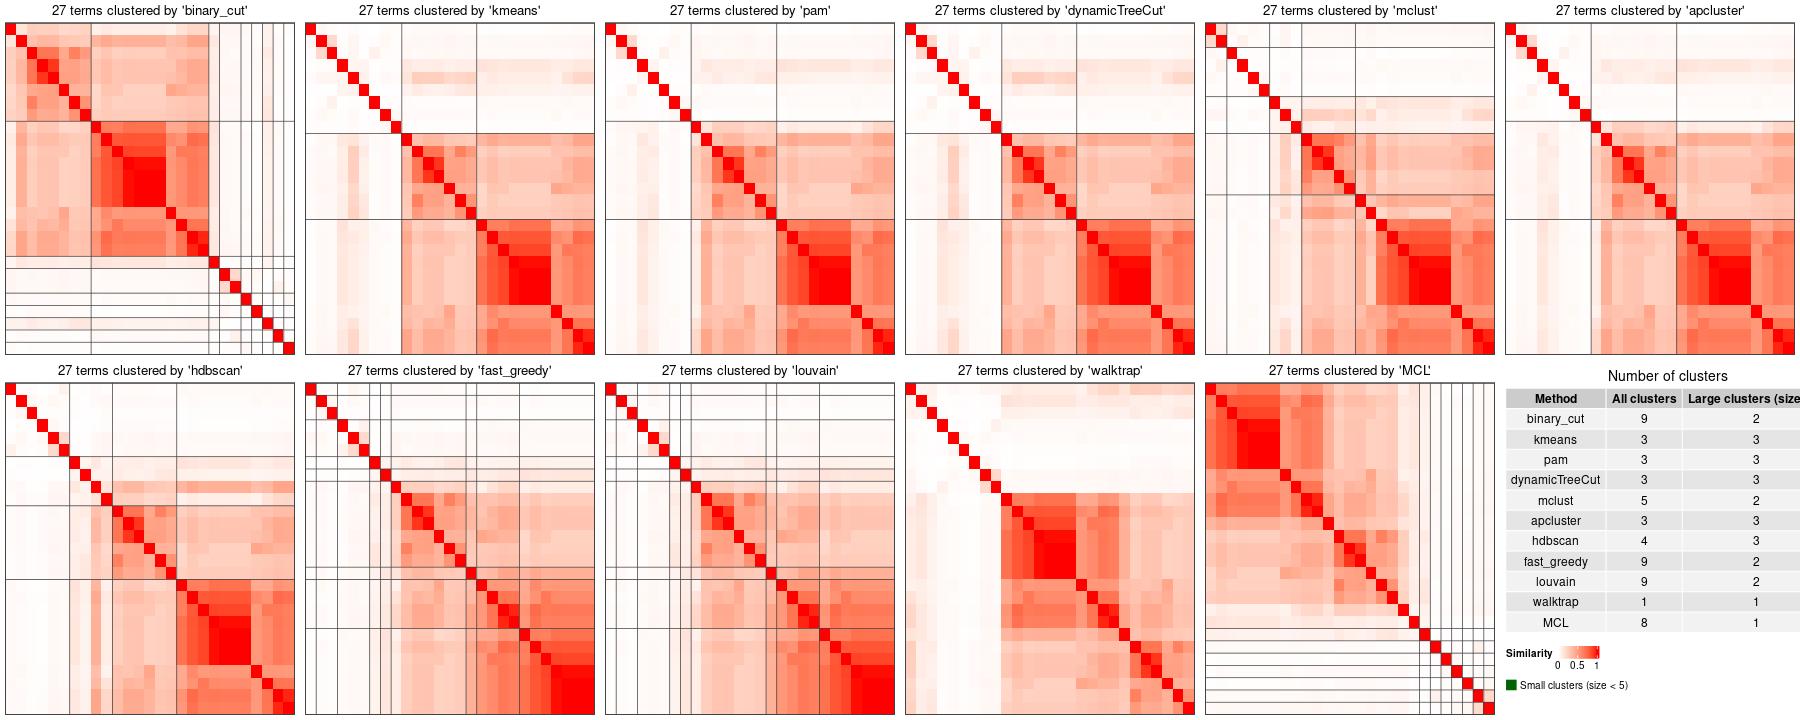 27 terms clustered by 'binary_cut'
27 terms clustered by 'kmeans'
27 terms clustered by 'pam'
27 terms clustered by 'dynamicTreeCut'
27 terms clustered by 'mclust'
27 terms clustered by 'apcluster'
27 terms clustered by 'hdbscan'
27 terms clustered by 'fast_greedy'
27 terms clustered by 'louvain'
27 terms clustered by 'walktrap'
27 terms clustered by 'MCL'
Number of clusters
Method All clusters Large clusters (size
binary_cut 9 2
kmeans 3 3
pam 3 3
dynamicTreeCut 3 3
mclust 5 2
apcluster 3 3
hdbscan 4 3
fast_greedy 9 2
louvain 9 2
walktrap 1 1
MCL 8 1
Similarity
0 0.5 1
Small clusters (size < 5)